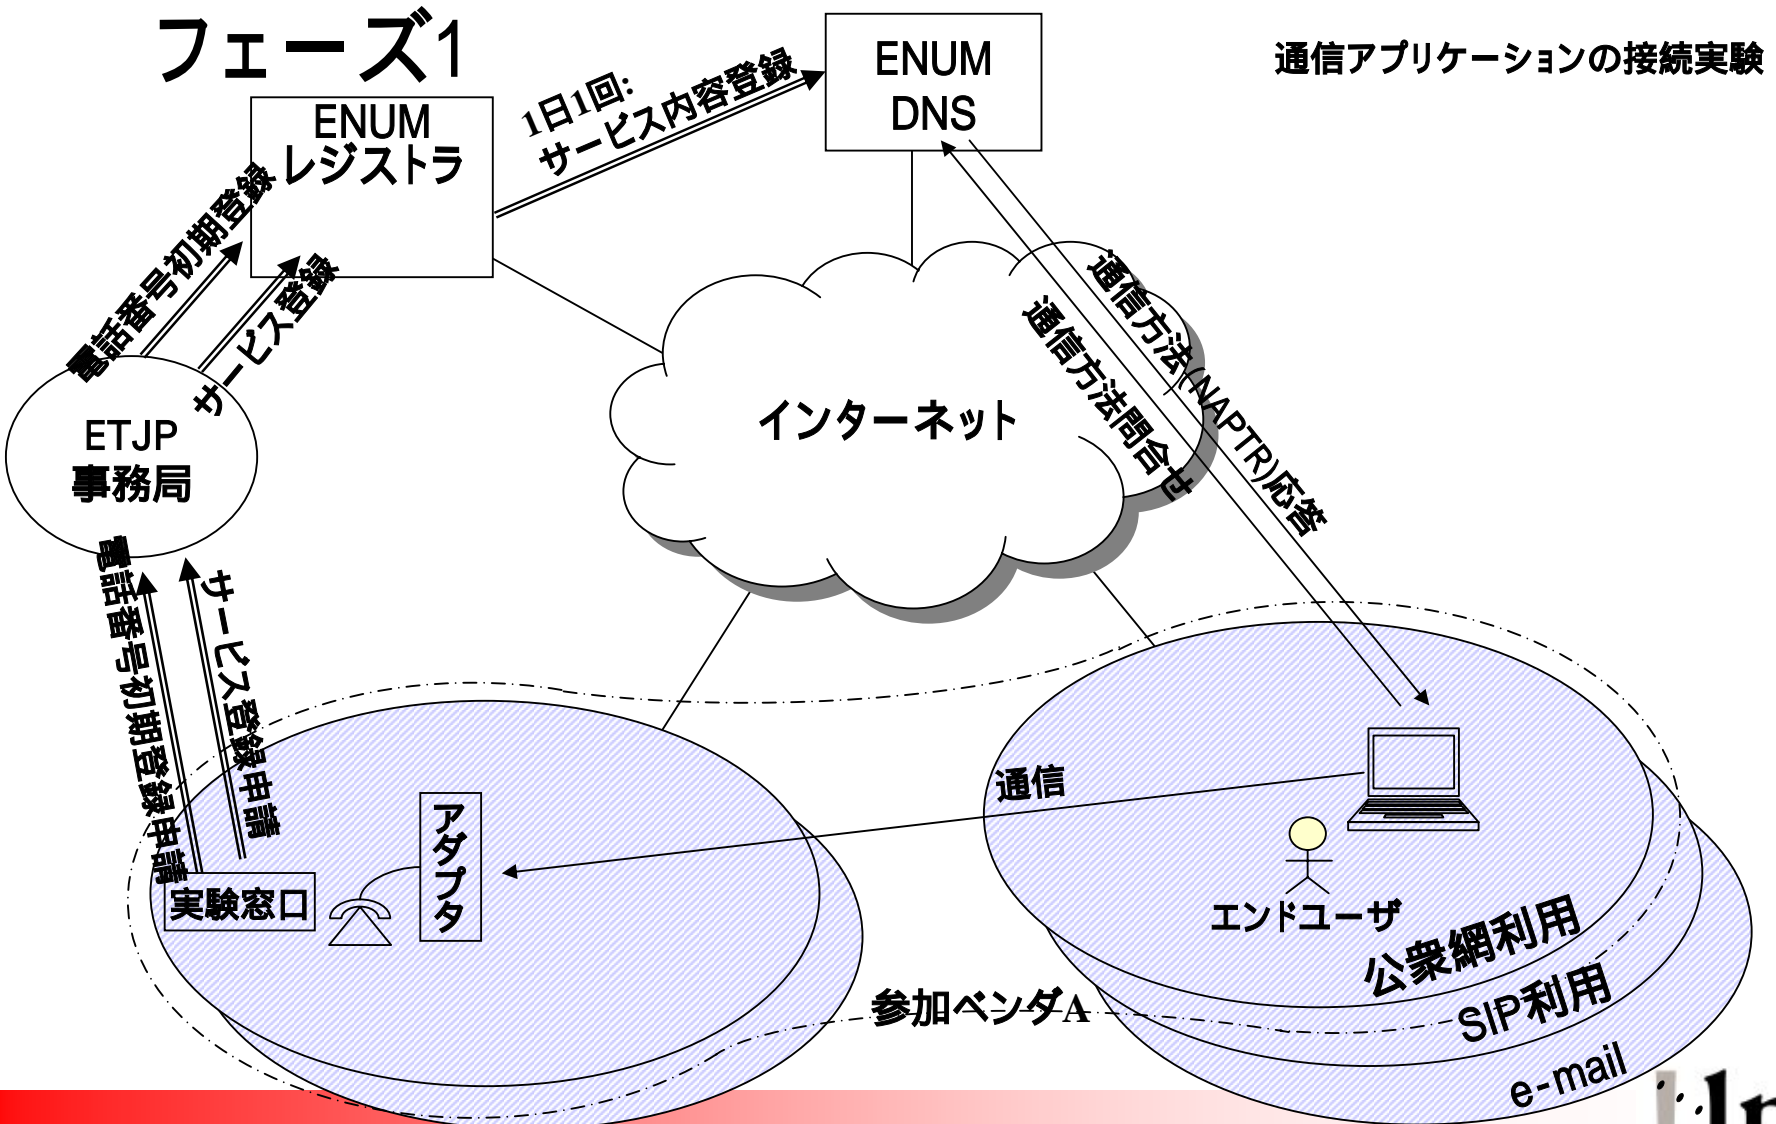 フェーズ1
通信アプリケーションの接続実験
ENUM
DNS
ENUM
レジストラ
1日1回:
サービス内容登録
電話番号初期登録
サービス登録
ETJP
事務局
インターネット
通信方法(NAPTR)応答
通信方法問合せ
電話番号初期登録申請
サービス登録申請
通信
アダプタ
実験窓口
エンドユーザ
公衆網利用
SIP利用
e-mail
参加ベンダA